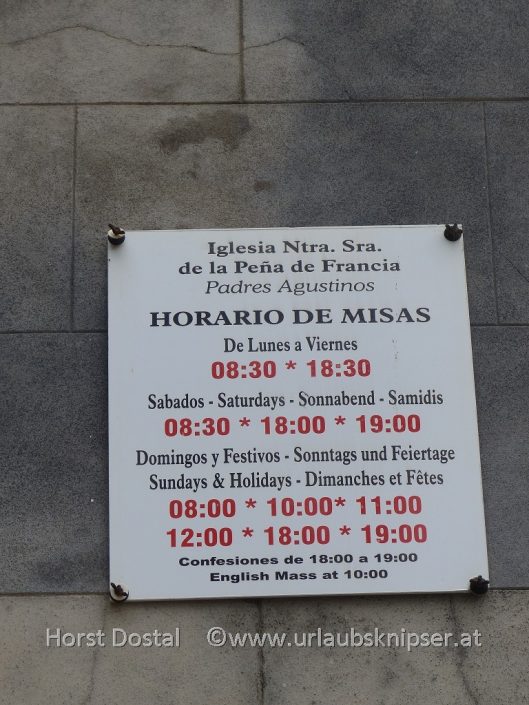 Iglesia Ntra. Sra.
de la Peña de Francia
Padres Agustinos
HORARIO DE MISAS
De Lunes a Viernes
08:30 * 18:30
Sabados - Saturdays - Sonnabend - Samidis
08:30 * 18:00 * 19:00
Domingos y Festivos - Sonntags und Feiertage
Sundays & Holidays - Dimanches et Fêtes
08:00 * 10:00* 11:00
12:00 * 18:00 * 19:00
Confesiones de 18:00 a 19:00
English Mass at 10:00
Horst Dostal ©www.urlaubsknipser.at